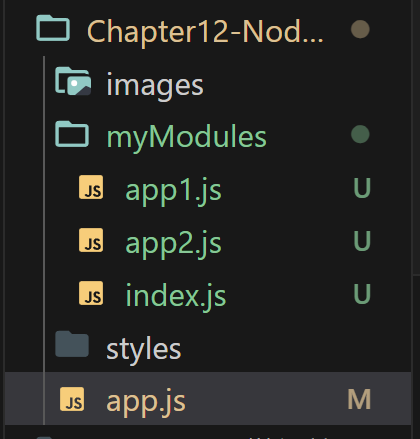 Chapter12-Nod...
images
myModules
JS app1.js U
JS app2.js U
JS index.js U
styles
JS app.js M